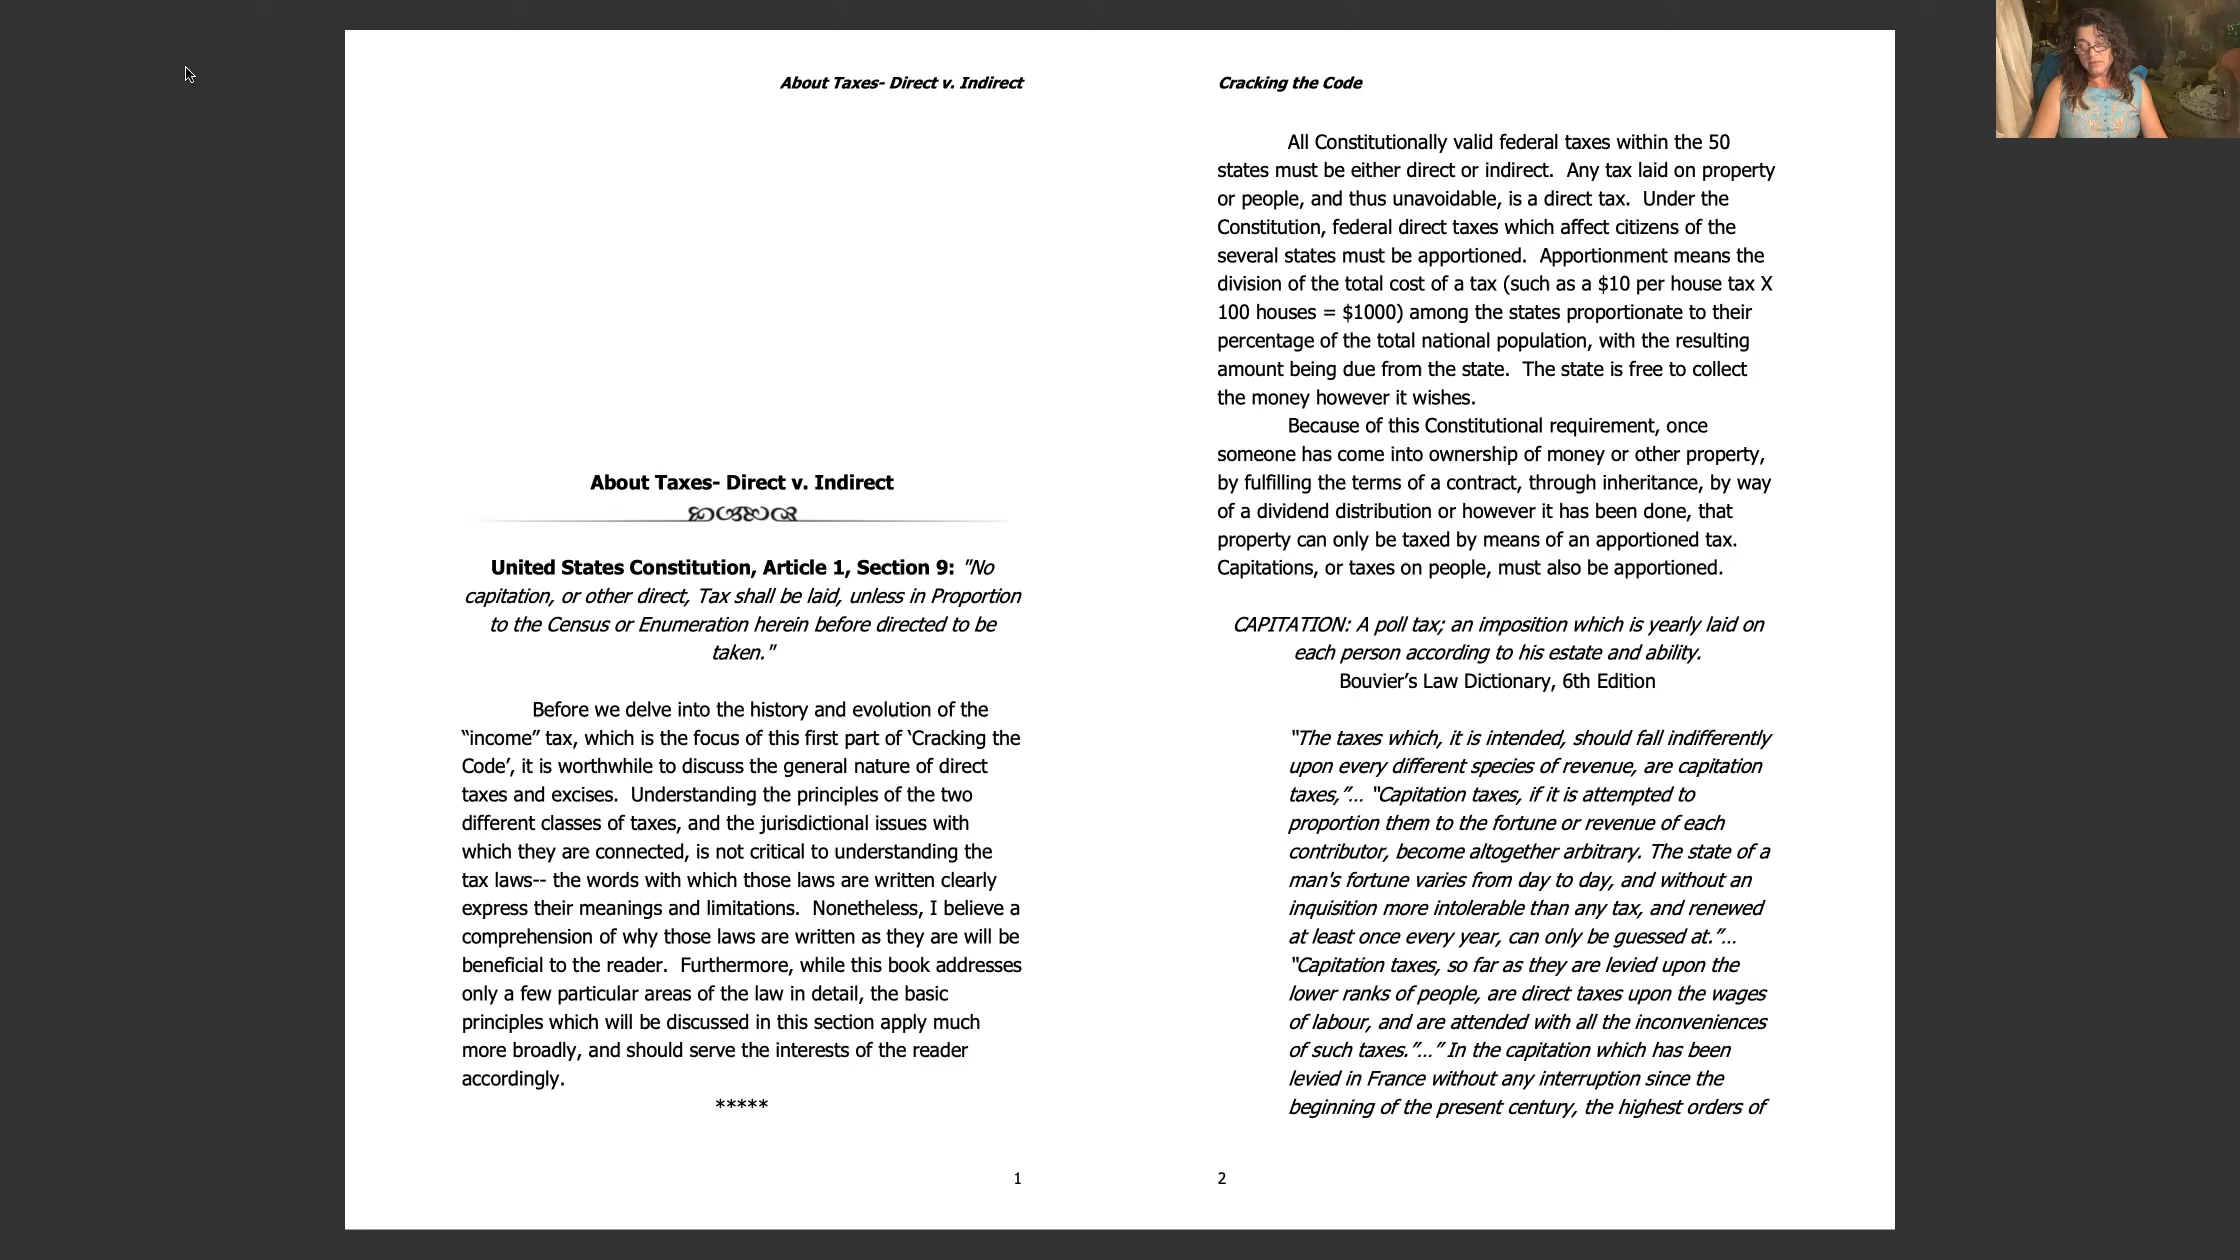 About Taxes- Direct v. Indirect
About Taxes- Direct v. Indirect
United States Constitution, Article 1, Section 9: "No
capitation, or other direct, Tax shall be laid, unless in Proportion
to the Census or Enumeration herein before directed to be
taken."
Before we delve into the history and evolution of the
“income” tax, which is the focus of this first part of ‘Cracking the
Code’, it is worthwhile to discuss the general nature of direct
taxes and excises.  Understanding the principles of the two
different classes of taxes, and the jurisdictional issues with
which they are connected, is not critical to understanding the
tax laws-- the words with which those laws are written clearly
express their meanings and limitations.  Nonetheless, I believe a
comprehension of why those laws are written as they are will be
beneficial to the reader.  Furthermore, while this book addresses
only a few particular areas of the law in detail, the basic
principles which will be discussed in this section apply much
more broadly, and should serve the interests of the reader
accordingly.
*****
1
Cracking the Code
All Constitutionally valid federal taxes within the 50
states must be either direct or indirect.  Any tax laid on property
or people, and thus unavoidable, is a direct tax.  Under the
Constitution, federal direct taxes which affect citizens of the
several states must be apportioned.  Apportionment means the
division of the total cost of a tax (such as a $10 per house tax X
100 houses = $1000) among the states proportionate to their
percentage of the total national population, with the resulting
amount being due from the state.  The state is free to collect
the money however it wishes.
Because of this Constitutional requirement, once
someone has come into ownership of money or other property,
by fulfilling the terms of a contract, through inheritance, by way
of a dividend distribution or however it has been done, that
property can only be taxed by means of an apportioned tax.
Capitations, or taxes on people, must also be apportioned.
CAPITATION: A poll tax; an imposition which is yearly laid on
each person according to his estate and ability.
Bouvier’s Law Dictionary, 6th Edition
“The taxes which, it is intended, should fall indifferently
upon every different species of revenue, are capitation
taxes,”... “Capitation taxes, if it is attempted to
proportion them to the fortune or revenue of each
contributor, become altogether arbitrary. The state of a
man's fortune varies from day to day, and without an
inquisition more intolerable than any tax, and renewed
at least once every year, can only be guessed at.”...
“Capitation taxes, so far as they are levied upon the
lower ranks of people, are direct taxes upon the wages
of labour, and are attended with all the inconveniences
of such taxes.”...” In the capitation which has been
levied in France without any interruption since the
beginning of the present century, the highest orders of
2